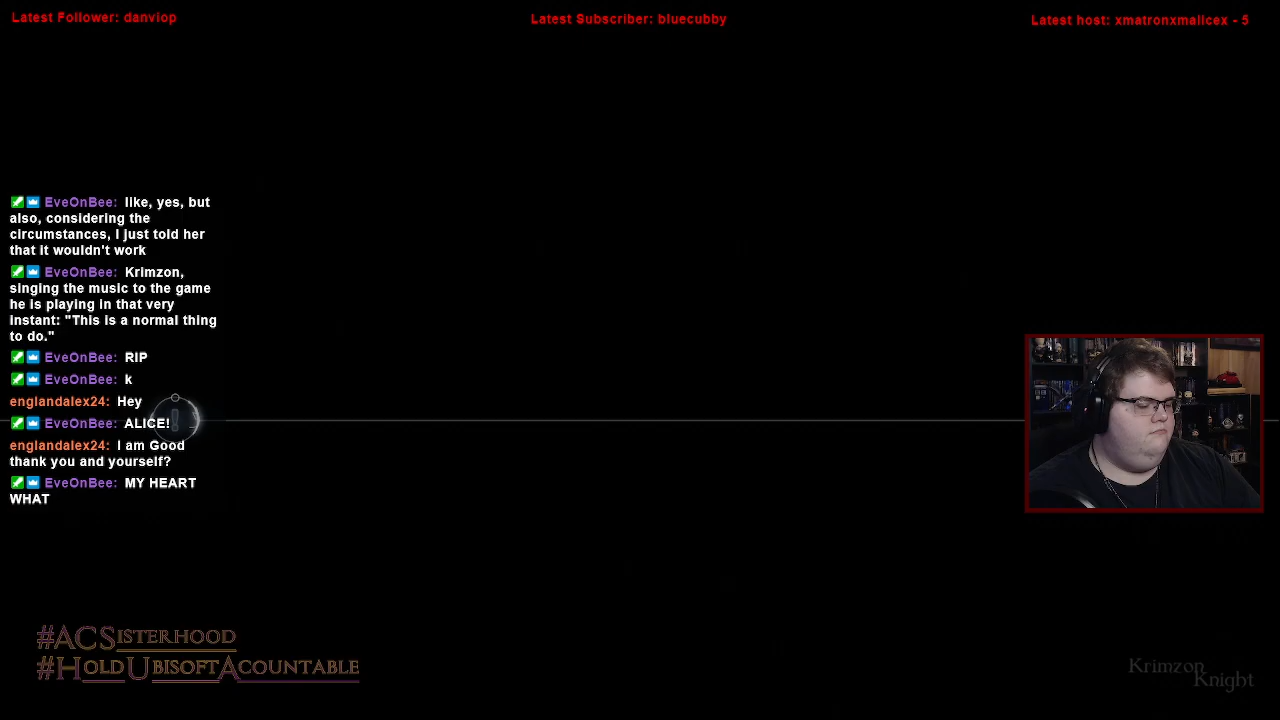 Latest Follower: danviop
Latest Subscriber: bluecubby
Latest host: xmatronxmalicex - 5
EveOnBee: like, yes, but
also, considering the
circumstances, I just told her
that it wouldn't work
EveOnBee: Krimzon,
singing the music to the game
he is playing in that very
instant: "This is a normal thing
to do."
EveOnBee: RIP
EveOnBee: k
englandalex24: Hey
EveOnBee: ALICE!
englandalex24: I am Good
thank you and yourself?
EveOnBee: MY HEART
WHAT
#ACSisterhood
#HoldUbisoftAcountable
Krimzon
Knight